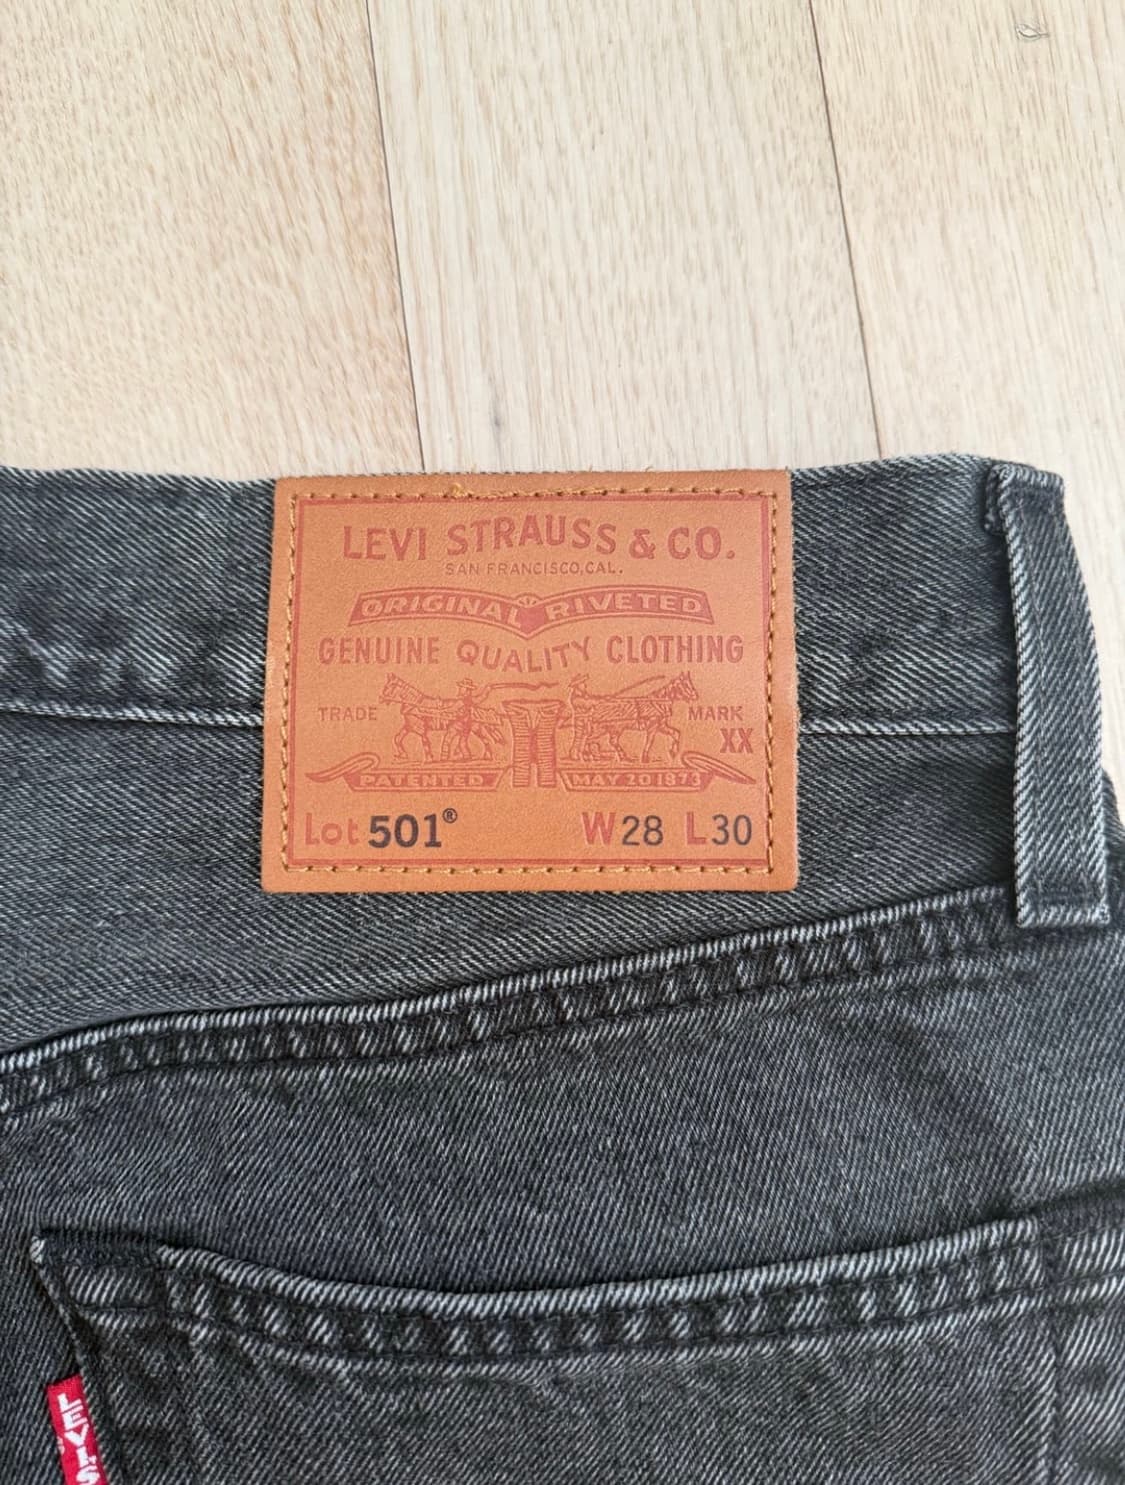 LEVI STRAUSS & CO.
SAN FRANCISCO, CAL.
ORIGINAL RIVETED
GENUINE QUALITY CLOTHING
TRADE MARK
XX
PATENTED MAY 20 1873
Lot 501® W28 L30
LEVI'S